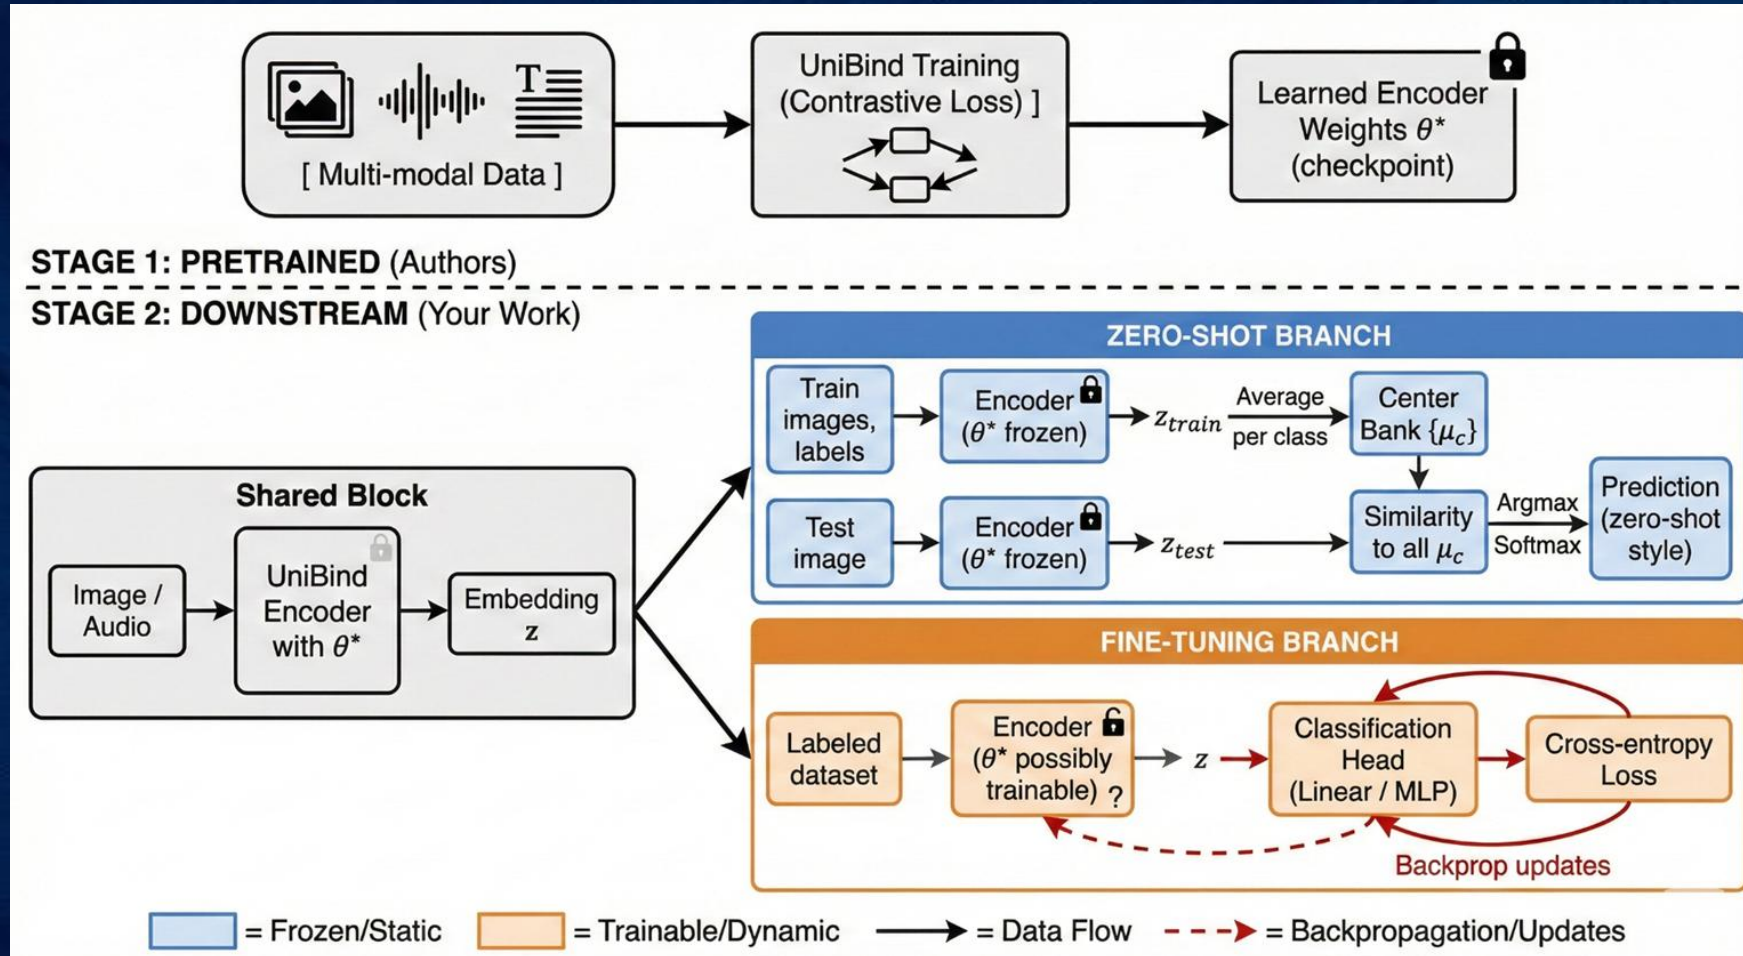 T
[ Multi-modal Data ]
UniBind Training
(Contrastive Loss) ]
Learned Encoder
Weights θ*
(checkpoint)
STAGE 1: PRETRAINED (Authors)
STAGE 2: DOWNSTREAM (Your Work)
Shared Block
Image /
Audio
UniBind
Encoder
with θ*
Embedding
z
ZERO-SHOT BRANCH
Train
images,
labels
Encoder
(θ* frozen)
z_train
Average
per class
Center
Bank {μ_c}
Test
image
Encoder
(θ* frozen)
z_test
Similarity
to all μ_c
Argmax
Softmax
Prediction
(zero-shot
style)
FINE-TUNING BRANCH
Labeled
dataset
Encoder
(θ* possibly
trainable) ?
z
Classification
Head
(Linear / MLP)
Cross-entropy
Loss
Backprop updates
= Frozen/Static
= Trainable/Dynamic
= Data Flow
= Backpropagation/Updates